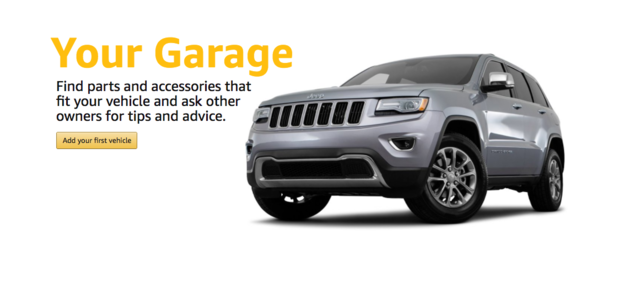 Your Garage
Find parts and accessories that
fit your vehicle and ask other
owners for tips and advice.
Add your first vehicle